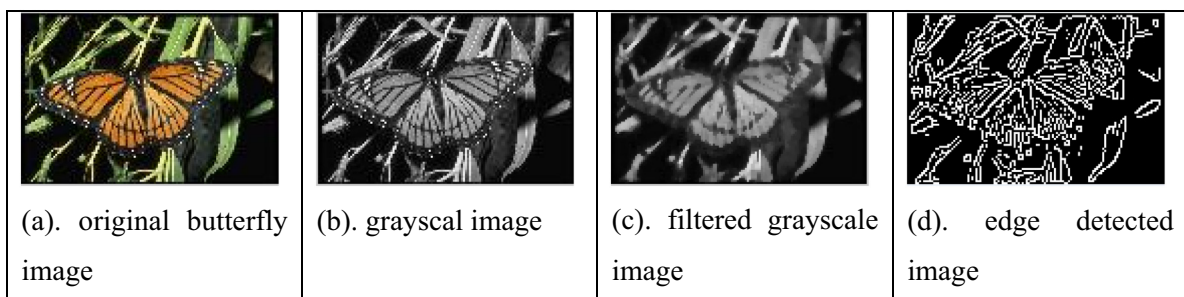 (a). original butterfly
image
(b). grayscal image
(c). filtered grayscale
image
(d). edge detected
image